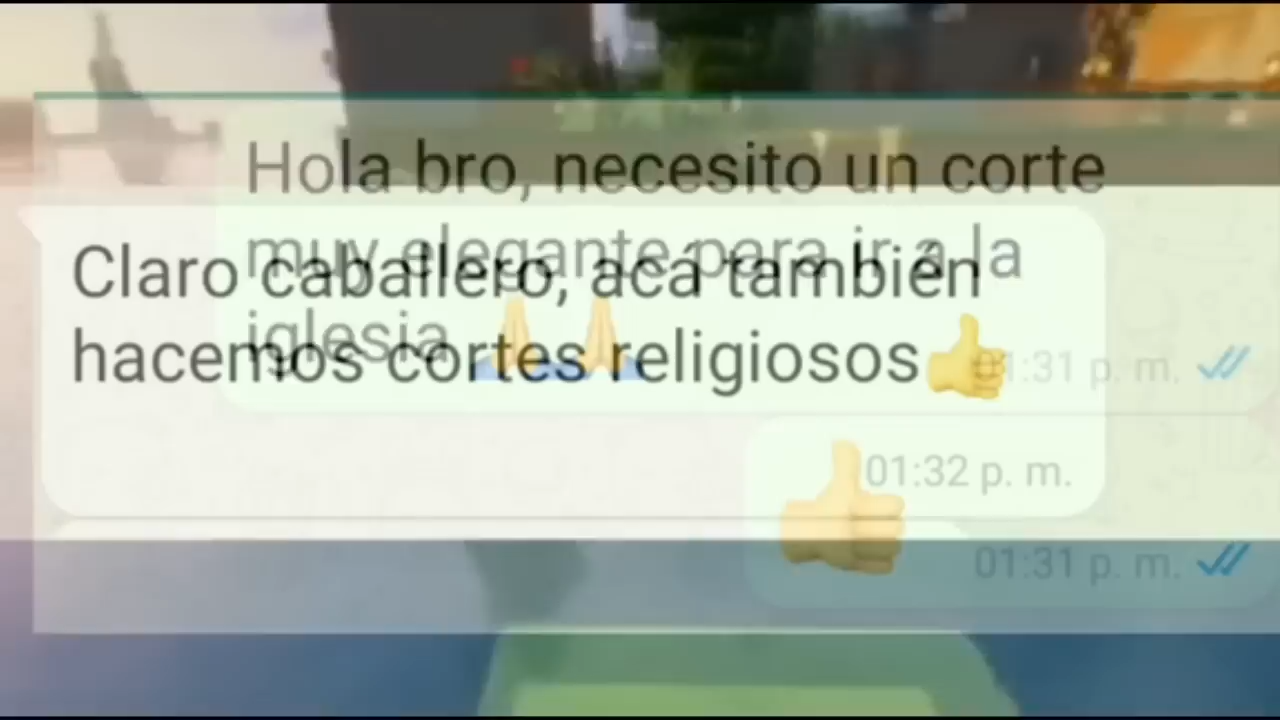 Hola bro, necesito un corte
muy elegante para ir a la
iglesia 🙏🙏
01:31 p. m.
👍
01:31 p. m.
Claro caballero, acá también
hacemos cortes religiosos👍
01:32 p. m.